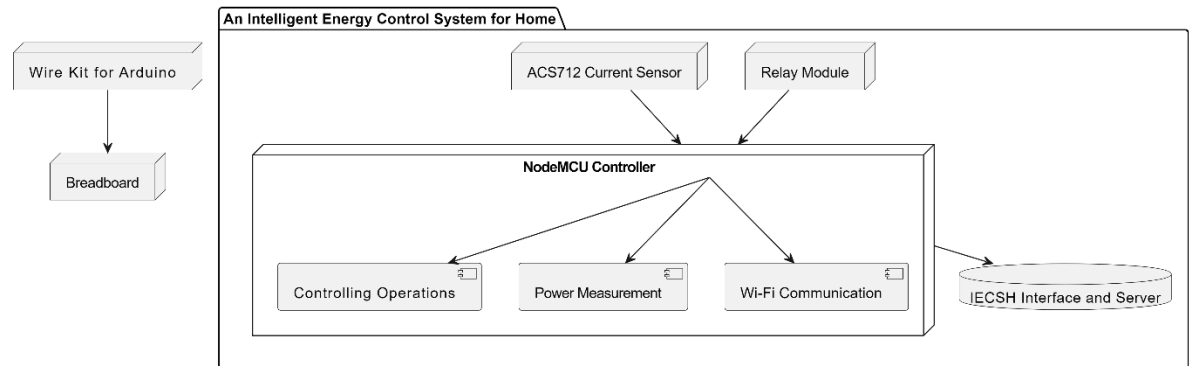 An Intelligent Energy Control System for Home
Wire Kit for Arduino
ACS712 Current Sensor
Relay Module
Breadboard
NodeMCU Controller
Controlling Operations
Power Measurement
Wi-Fi Communication
IECSH Interface and Server